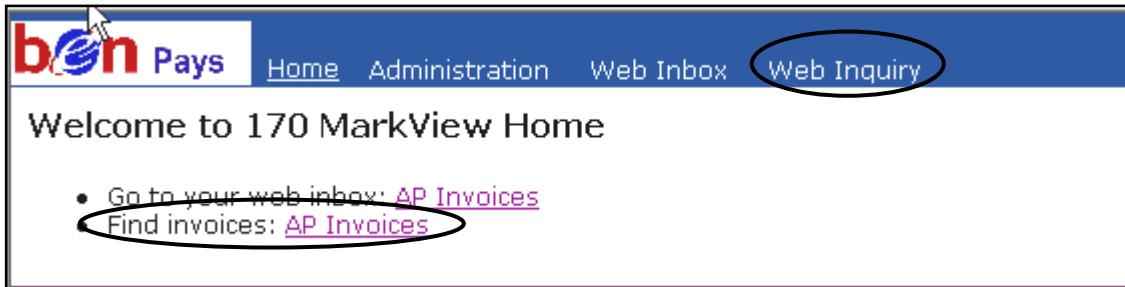 ben Pays Home Administration Web Inbox Web Inquiry
Welcome to 170 MarkView Home
• Go to your web inbox: AP Invoices
• Find invoices: AP Invoices